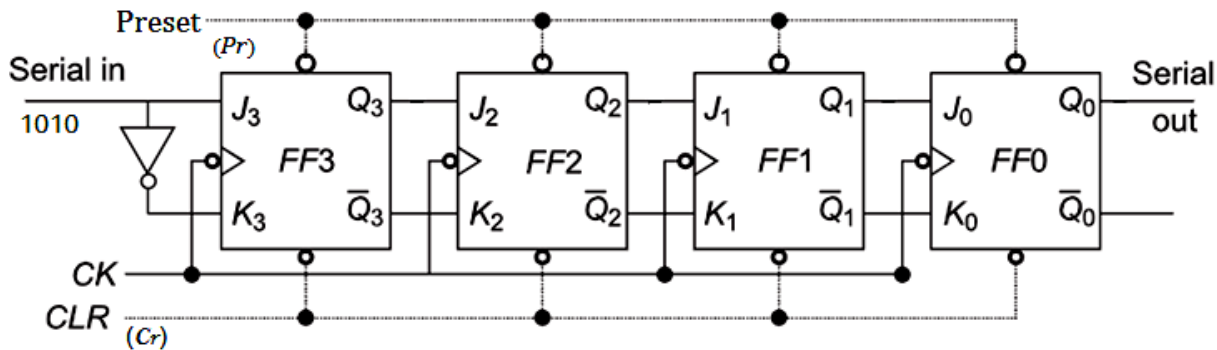 Preset
(Pr)
Serial in
1010
J₃ Q₃ J₂ Q₂ J₁ Q₁ J₀ Q₀
Serial
out
FF3 FF2 FF1 FF0
K₃ Q̅₃ K₂ Q̅₂ K₁ Q̅₁ K₀ Q̅₀
CK
CLR
(Cr)